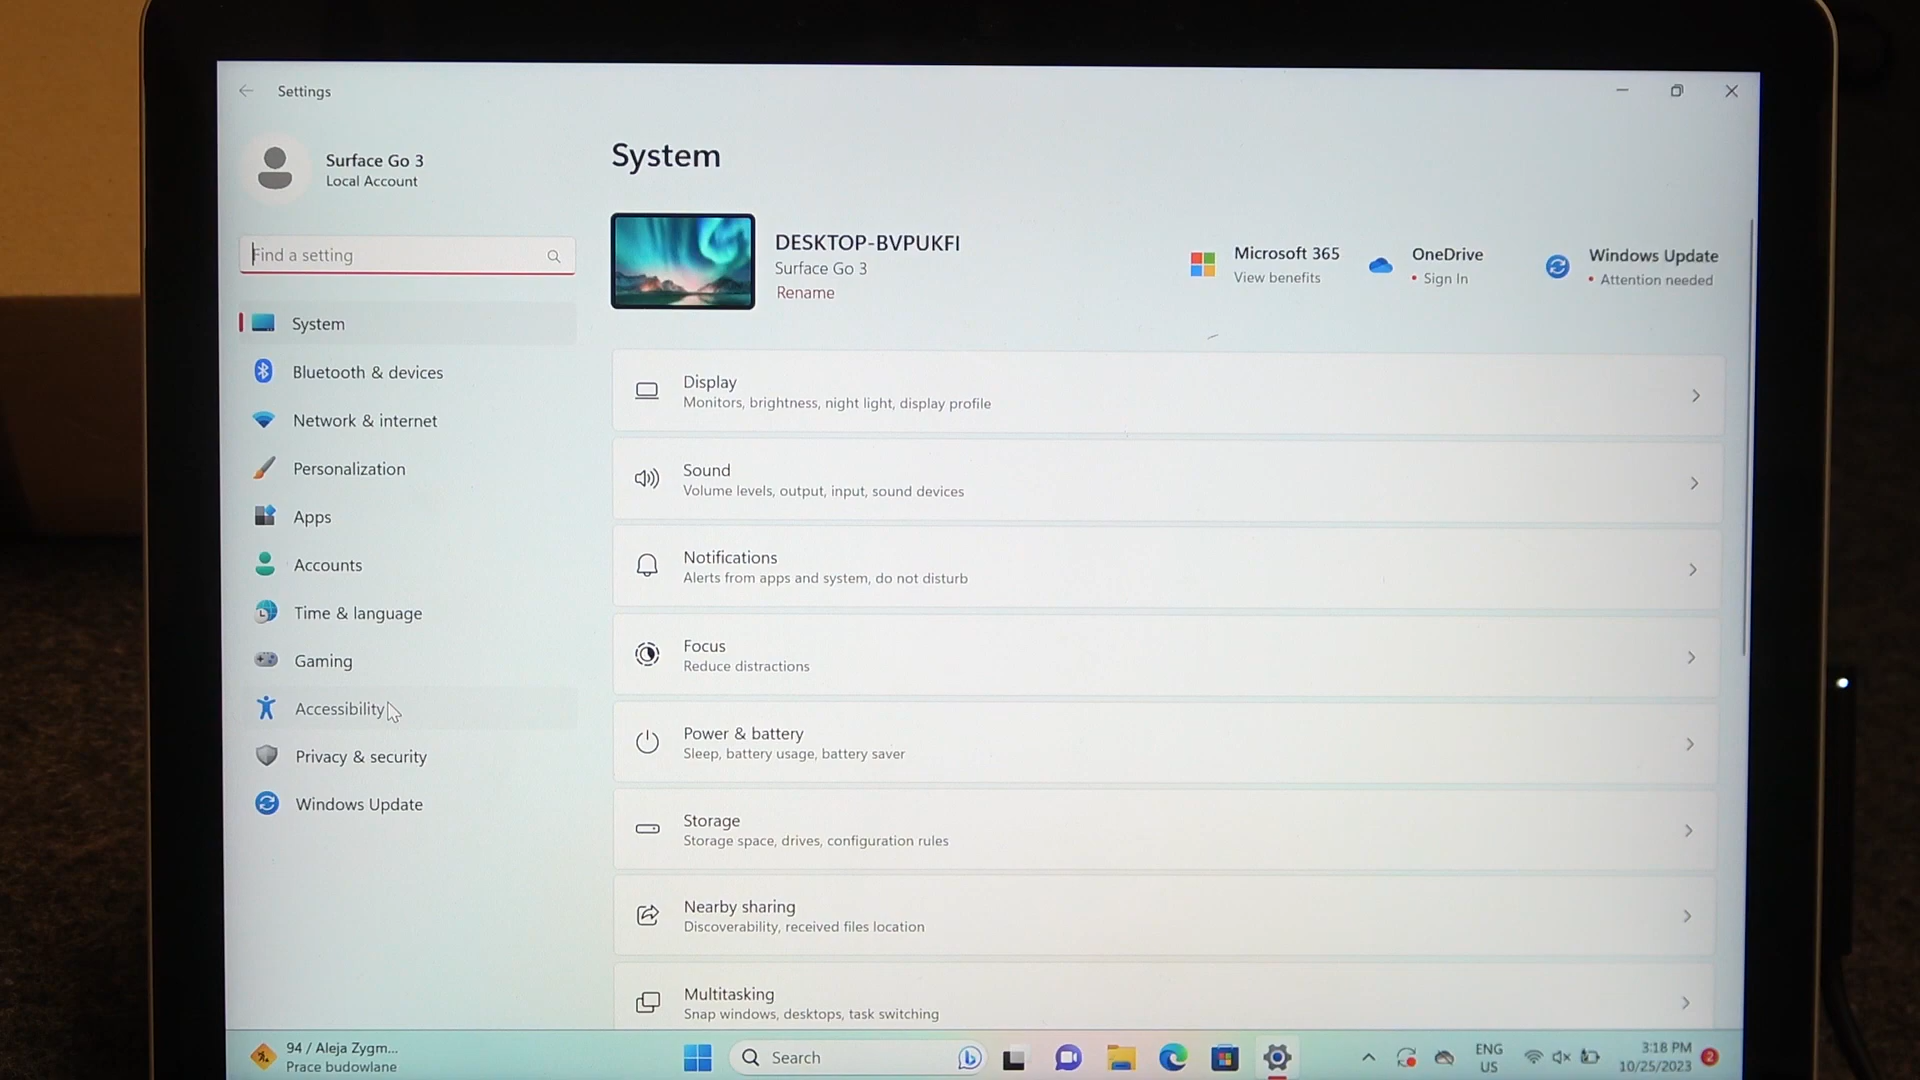 Settings
Surface Go 3
Local Account
Find a setting
System
Bluetooth & devices
Network & internet
Personalization
Apps
Accounts
Time & language
Gaming
Accessibility
Privacy & security
Windows Update
System
DESKTOP-BVPUKFI
Surface Go 3
Rename
Microsoft 365
View benefits
OneDrive
• Sign In
Windows Update
• Attention needed
Display
Monitors, brightness, night light, display profile
Sound
Volume levels, output, input, sound devices
Notifications
Alerts from apps and system, do not disturb
Focus
Reduce distractions
Power & battery
Sleep, battery usage, battery saver
Storage
Storage space, drives, configuration rules
Nearby sharing
Discoverability, received files location
Multitasking
Snap windows, desktops, task switching
94 / Aleja Zygm...
Prace budowlane
Search
ENG
US
3:18 PM
10/25/2023
2